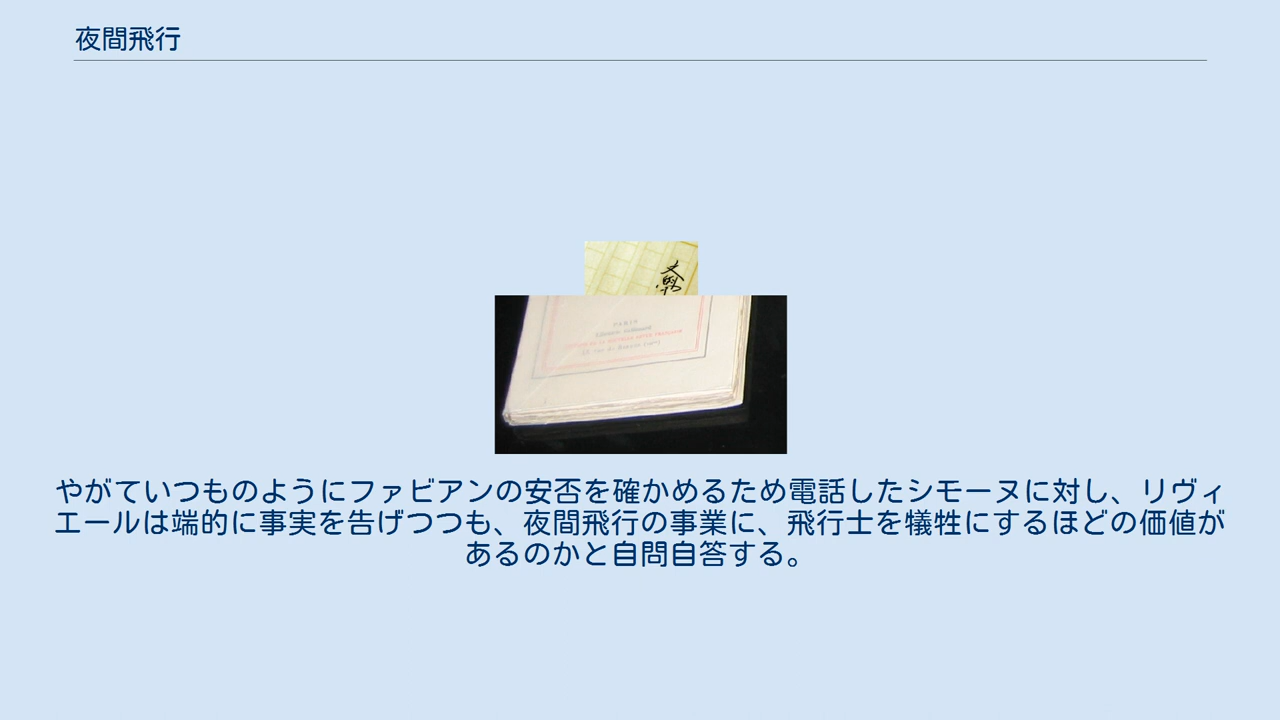 夜間飛行
文
PARIS
Librairie Gallimard
やがていつものようにファビアンの安否を確かめるため電話したシモーヌに対し、リヴィ
エールは端的に事実を告げつつも、夜間飛行の事業に、飛行士を犠牲にするほどの価値が
あるのかと自問自答する。